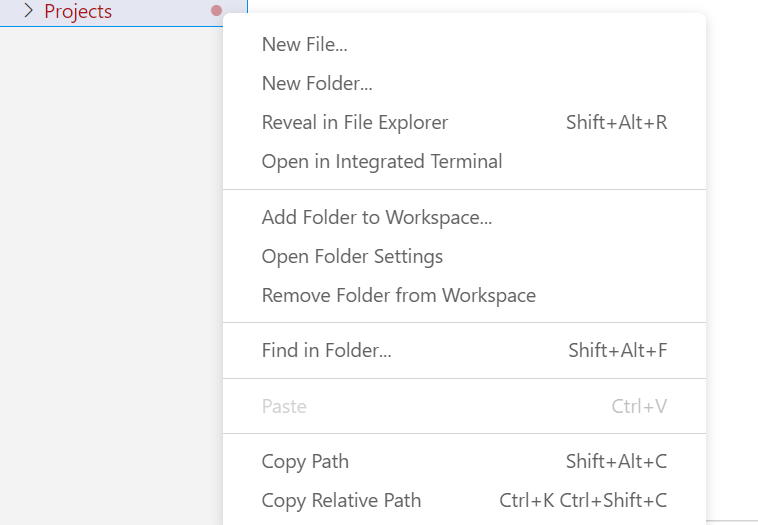 Projects
New File...
New Folder...
Reveal in File Explorer Shift+Alt+R
Open in Integrated Terminal
Add Folder to Workspace...
Open Folder Settings
Remove Folder from Workspace
Find in Folder... Shift+Alt+F
Paste Ctrl+V
Copy Path Shift+Alt+C
Copy Relative Path Ctrl+K Ctrl+Shift+C